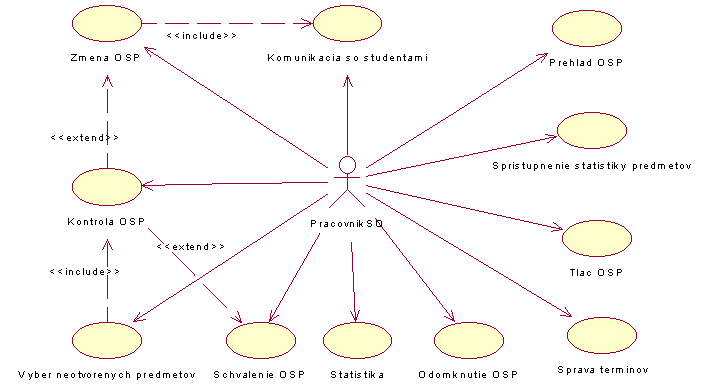 <<include>>
Zmena OSP
Komunikacia so studentami
Prehlad OSP
<<extend>>
Spristupnenie statistiky predmetov
Kontrola OSP
PracovnikSO
<<extend>>
<<include>>
Tlac OSP
Vyber neotvorenych predmetov
Schvalenie OSP
Statistika
Odomknutie OSP
Sprava terminov